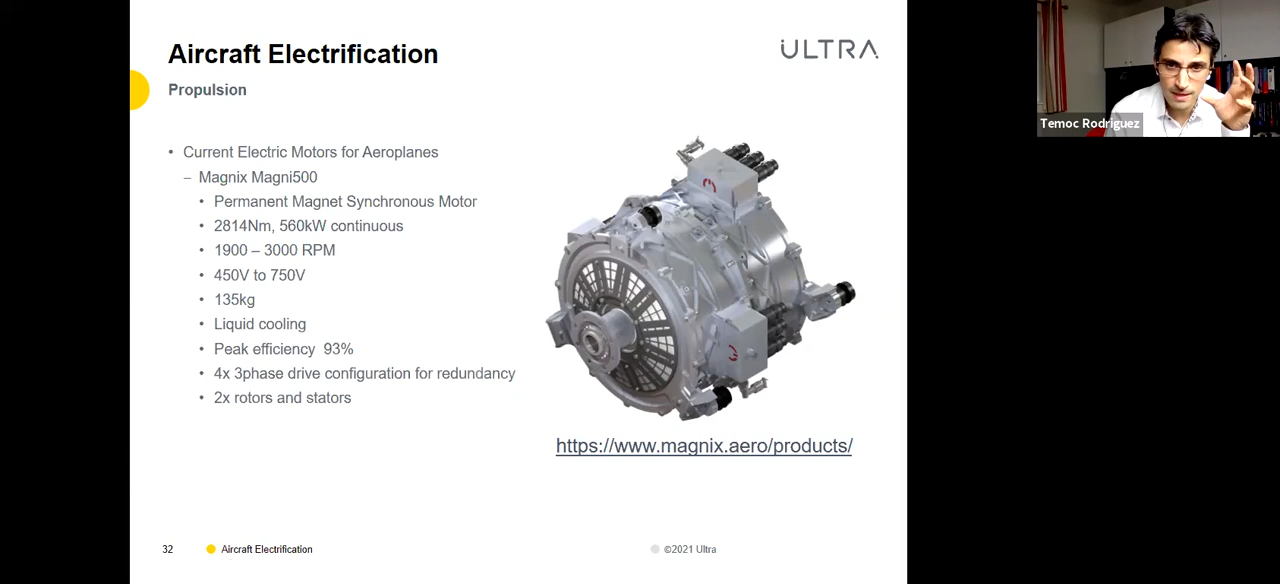 Aircraft Electrification
ULTRA
Propulsion
• Current Electric Motors for Aeroplanes
– Magnix Magni500
• Permanent Magnet Synchronous Motor
• 2814Nm, 560kW continuous
• 1900 – 3000 RPM
• 450V to 750V
• 135kg
• Liquid cooling
• Peak efficiency 93%
• 4x 3phase drive configuration for redundancy
• 2x rotors and stators
https://www.magnix.aero/products/
32
Aircraft Electrification
©2021 Ultra
Temoc Rodriguez